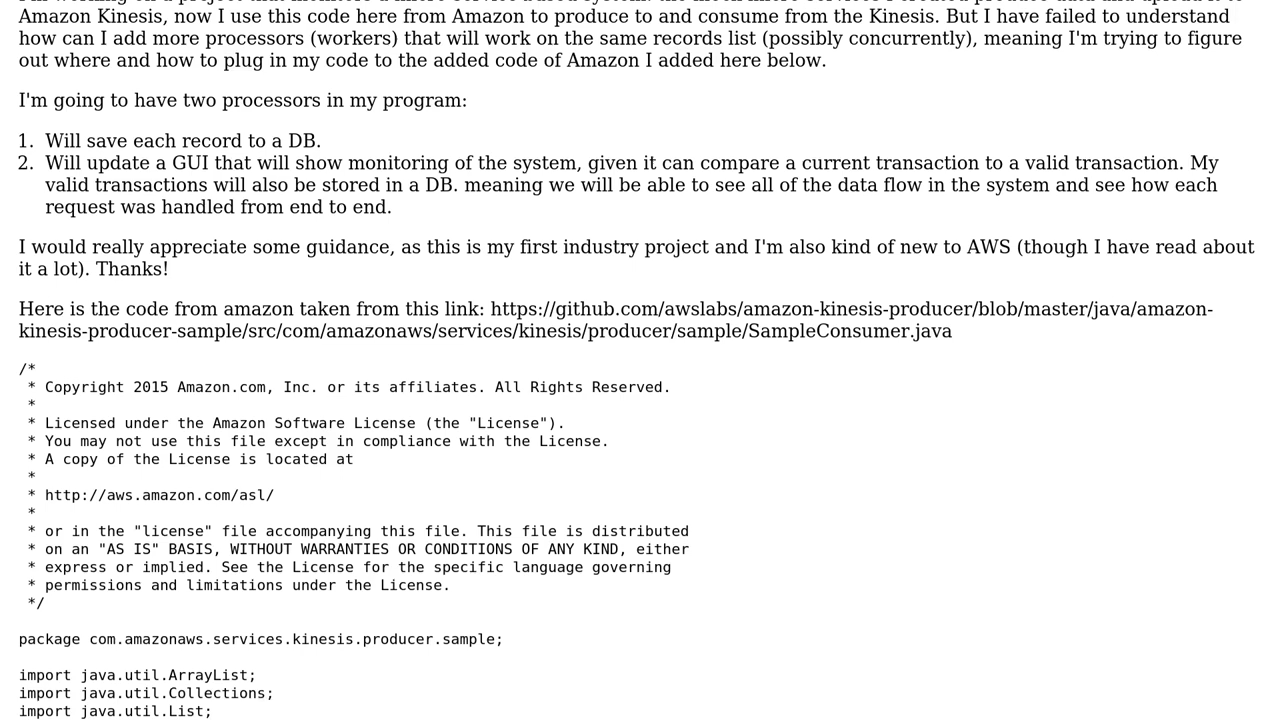 Amazon Kinesis, now I use this code here from Amazon to produce to and consume from the Kinesis. But I have failed to understand
how can I add more processors (workers) that will work on the same records list (possibly concurrently), meaning I'm trying to figure
out where and how to plug in my code to the added code of Amazon I added here below.
I'm going to have two processors in my program:
1. Will save each record to a DB.
2. Will update a GUI that will show monitoring of the system, given it can compare a current transaction to a valid transaction. My
valid transactions will also be stored in a DB. meaning we will be able to see all of the data flow in the system and see how each
request was handled from end to end.
I would really appreciate some guidance, as this is my first industry project and I'm also kind of new to AWS (though I have read about
it a lot). Thanks!
Here is the code from amazon taken from this link: https://github.com/awslabs/amazon-kinesis-producer/blob/master/java/amazon-
kinesis-producer-sample/src/com/amazonaws/services/kinesis/producer/sample/SampleConsumer.java
/*
 * Copyright 2015 Amazon.com, Inc. or its affiliates. All Rights Reserved.
 *
 * Licensed under the Amazon Software License (the "License").
 * You may not use this file except in compliance with the License.
 * A copy of the License is located at
 *
 * http://aws.amazon.com/asl/
 *
 * or in the "license" file accompanying this file. This file is distributed
 * on an "AS IS" BASIS, WITHOUT WARRANTIES OR CONDITIONS OF ANY KIND, either
 * express or implied. See the License for the specific language governing
 * permissions and limitations under the License.
 */
package com.amazonaws.services.kinesis.producer.sample;
import java.util.ArrayList;
import java.util.Collections;
import java.util.List;